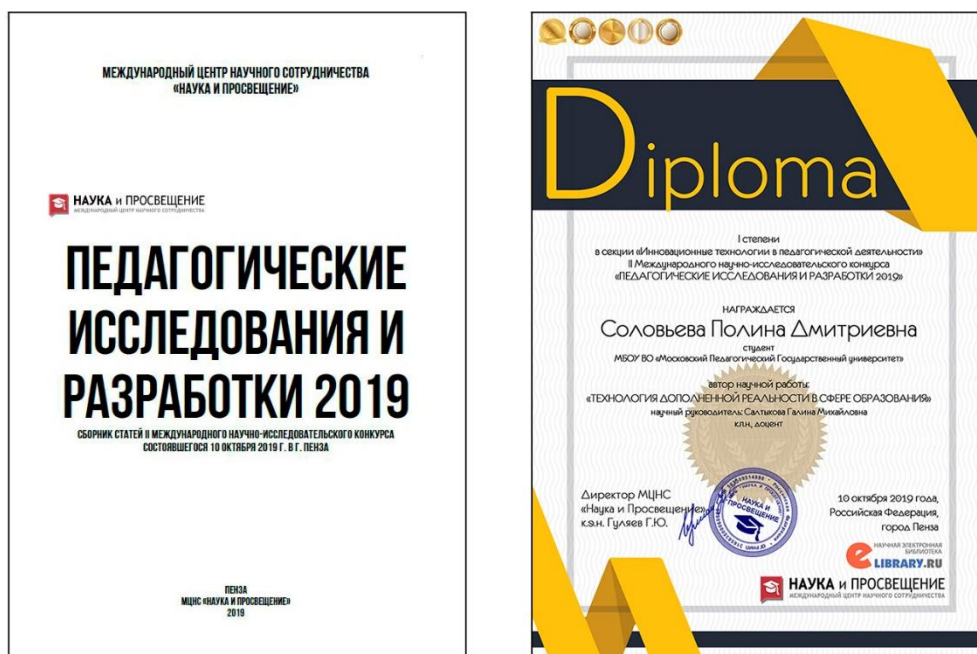 МЕЖДУНАРОДНЫЙ ЦЕНТР НАУЧНОГО СОТРУДНИЧЕСТВА
«НАУКА И ПРОСВЕЩЕНИЕ»
НАУКА И ПРОСВЕЩЕНИЕ
МЕЖДУНАРОДНЫЙ ЦЕНТР НАУЧНОГО СОТРУДНИЧЕСТВА
ПЕДАГОГИЧЕСКИЕ
ИССЛЕДОВАНИЯ И
РАЗРАБОТКИ 2019
СБОРНИК СТАТЕЙ II МЕЖДУНАРОДНОГО НАУЧНО-ИССЛЕДОВАТЕЛЬСКОГО КОНКУРСА
СОСТОЯВШЕГОСЯ 10 ОКТЯБРЯ 2019 Г. В Г. ПЕНЗА
ПЕНЗА
МЦНС «НАУКА И ПРОСВЕЩЕНИЕ»
2019
Diploma
I степени
в секции «Инновационные технологии в педагогической деятельности»
II Международного научно-исследовательского конкурса
«ПЕДАГОГИЧЕСКИЕ ИССЛЕДОВАНИЯ И РАЗРАБОТКИ 2019»
НАГРАЖДАЕТСЯ
Соловьева Полина Дмитриевна
студент
МБОУ ВО «Московский Педагогический Государственный университет»
автор научной работы:
«ТЕХНОЛОГИЯ ДОПОЛНЕННОЙ РЕАЛЬНОСТИ В СФЕРЕ ОБРАЗОВАНИЯ»
научный руководитель: Салтыкова Галина Михайловна
к.п.н., доцент
Директор МЦНС
«Наука и Просвещение»
к.э.н. Гуляев Г.Ю.
НАУКА И
ПРОСВЕЩЕНИЕ
10 октября 2019 года,
Российская Федерация,
город Пенза
НАУЧНАЯ ЭЛЕКТРОННАЯ
БИБЛИОТЕКА
eLIBRARY.RU
НАУКА И ПРОСВЕЩЕНИЕ
МЕЖДУНАРОДНЫЙ ЦЕНТР НАУЧНОГО СОТРУДНИЧЕСТВА